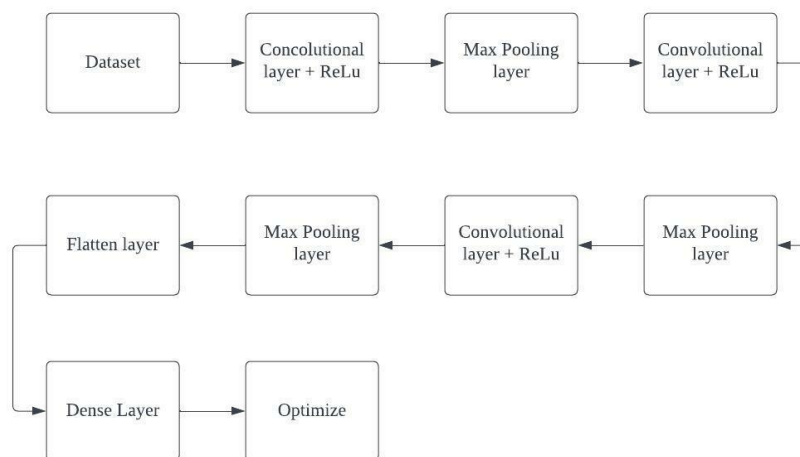 Dataset
Concolutional
layer + ReLu
Max Pooling
layer
Convolutional
layer + ReLu
Flatten layer
Max Pooling
layer
Convolutional
layer + ReLu
Max Pooling
layer
Dense Layer
Optimize